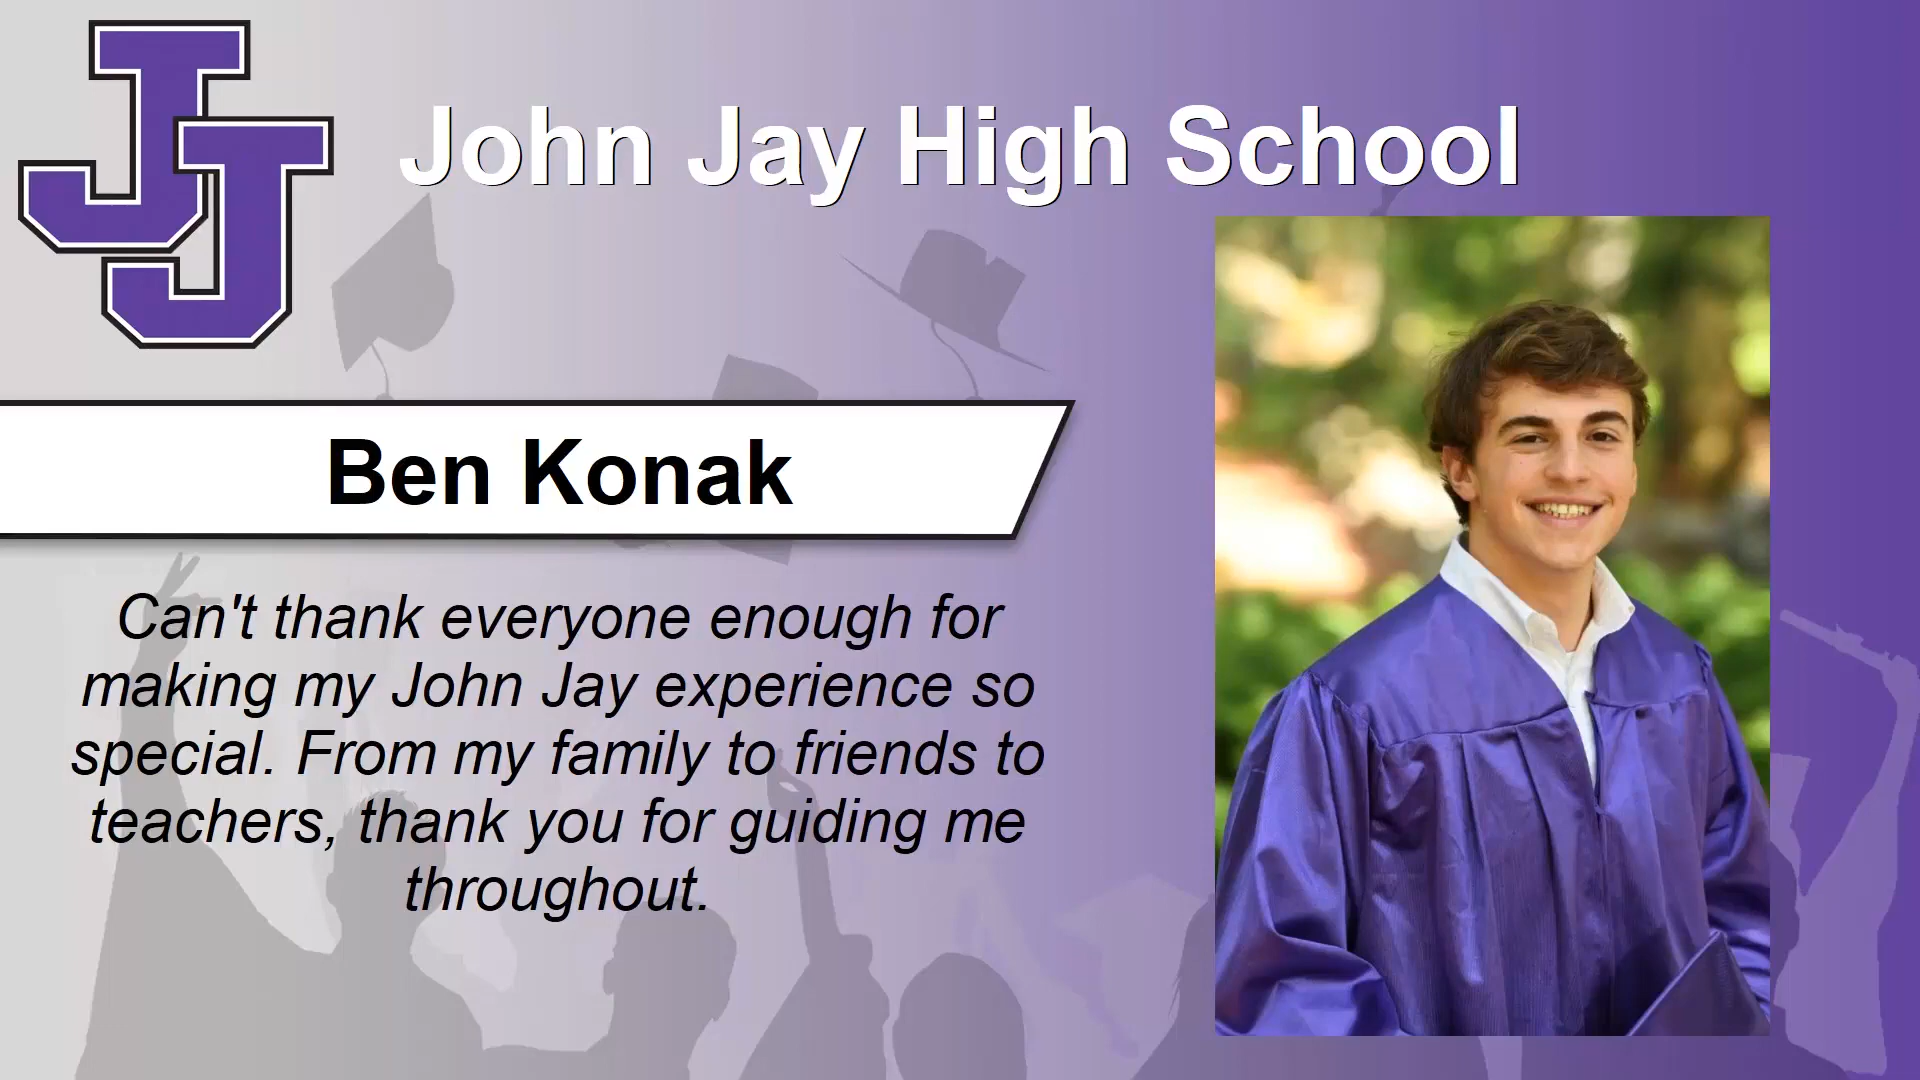 JJ
John Jay High School
Ben Konak
Can't thank everyone enough for
making my John Jay experience so
special. From my family to friends to
teachers, thank you for guiding me
throughout.